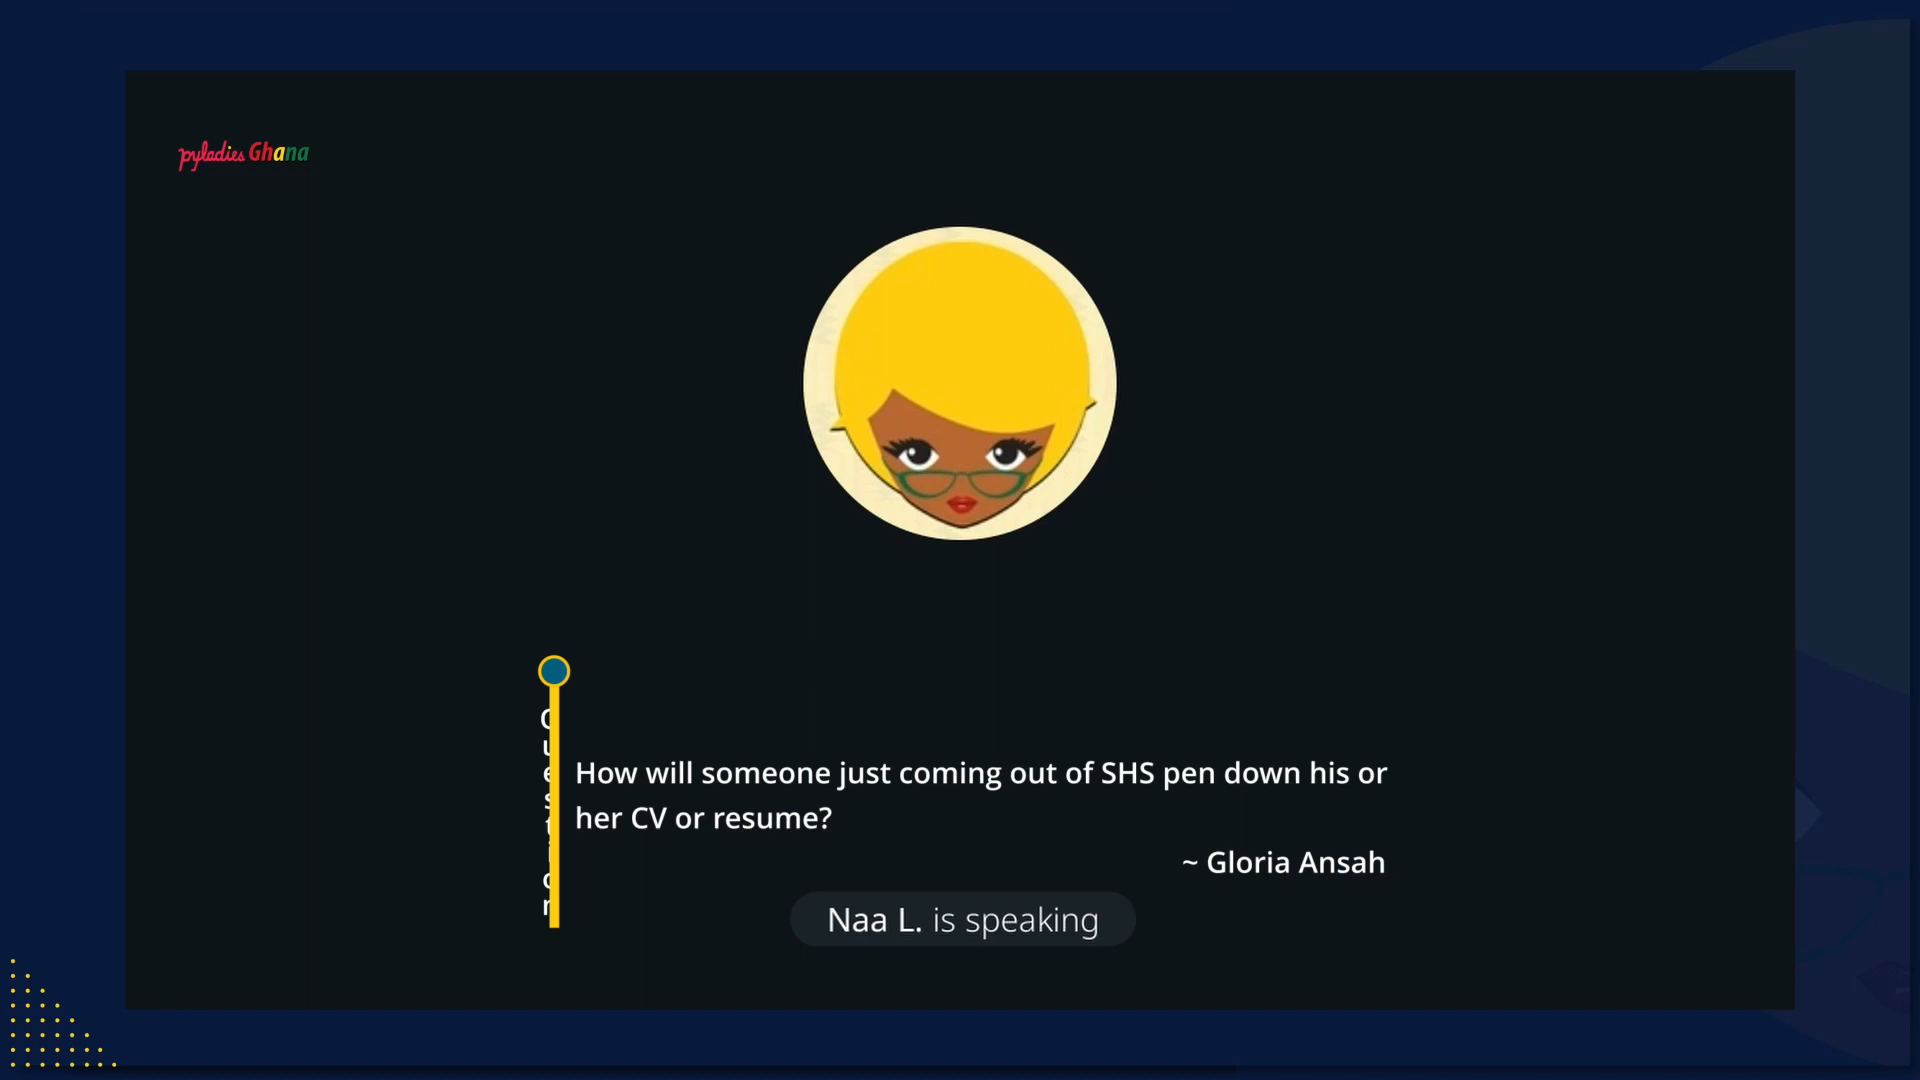 pyladies Ghana
Question
How will someone just coming out of SHS pen down his or
her CV or resume?
~ Gloria Ansah
Naa L. is speaking